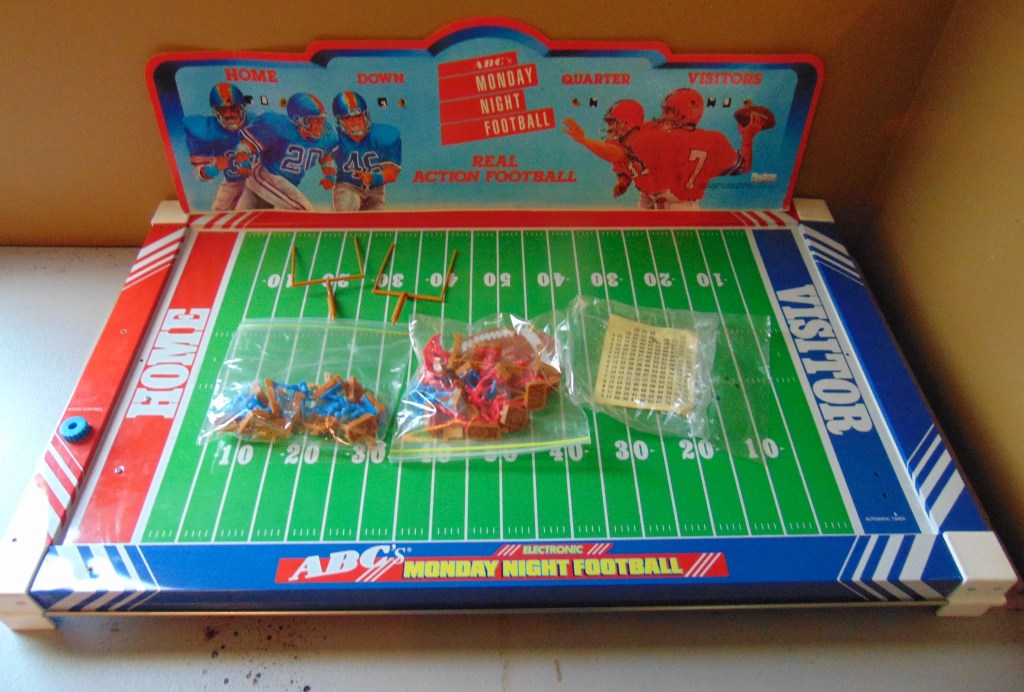 HOME
DOWN
ABC's
MONDAY
NIGHT
FOOTBALL
QUARTER
VISITORS
20
46
7
REAL
ACTION FOOTBALL
10 20 30 40 50 40 30 20 10
HOME
VISITOR
10 20 30 40 50 40 30 20 10
AUTOMATIC TIMER
ABC'S®
ELECTRONIC
MONDAY NIGHT FOOTBALL